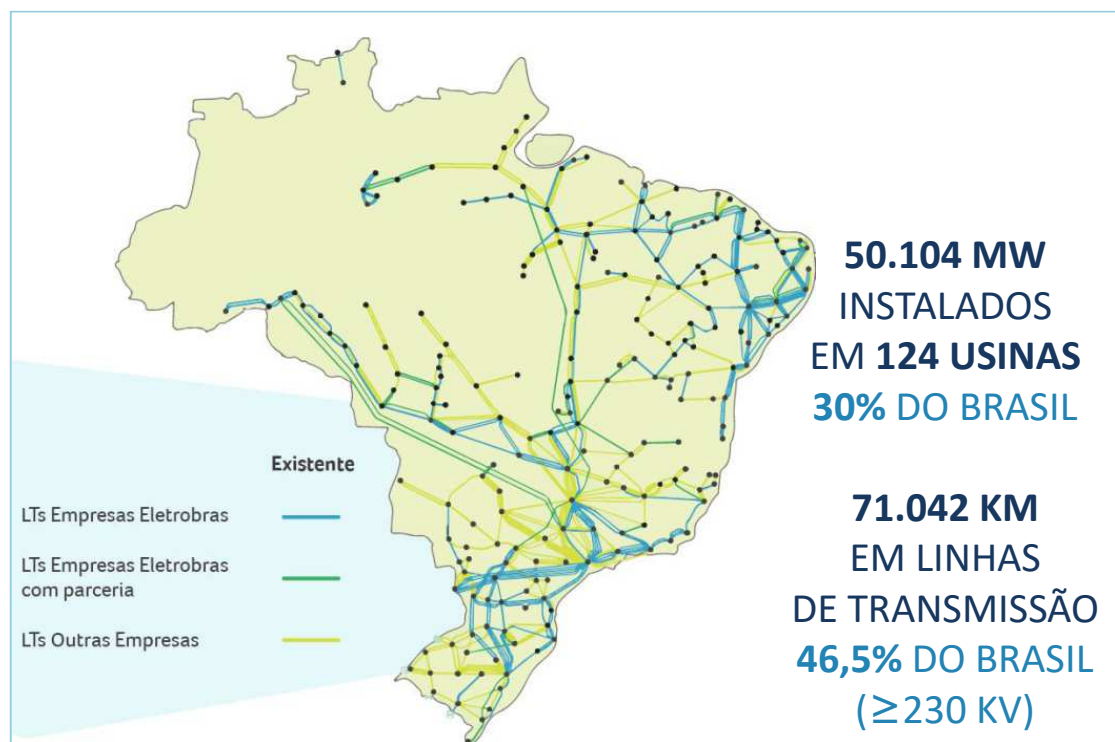 50.104 MW
INSTALADOS
EM 124 USINAS
30% DO BRASIL
71.042 KM
EM LINHAS
DE TRANSMISSÃO
46,5% DO BRASIL
(≥230 KV)
Existente
LTs Empresas Eletrobras
LTs Empresas Eletrobras
com parceria
LTs Outras Empresas